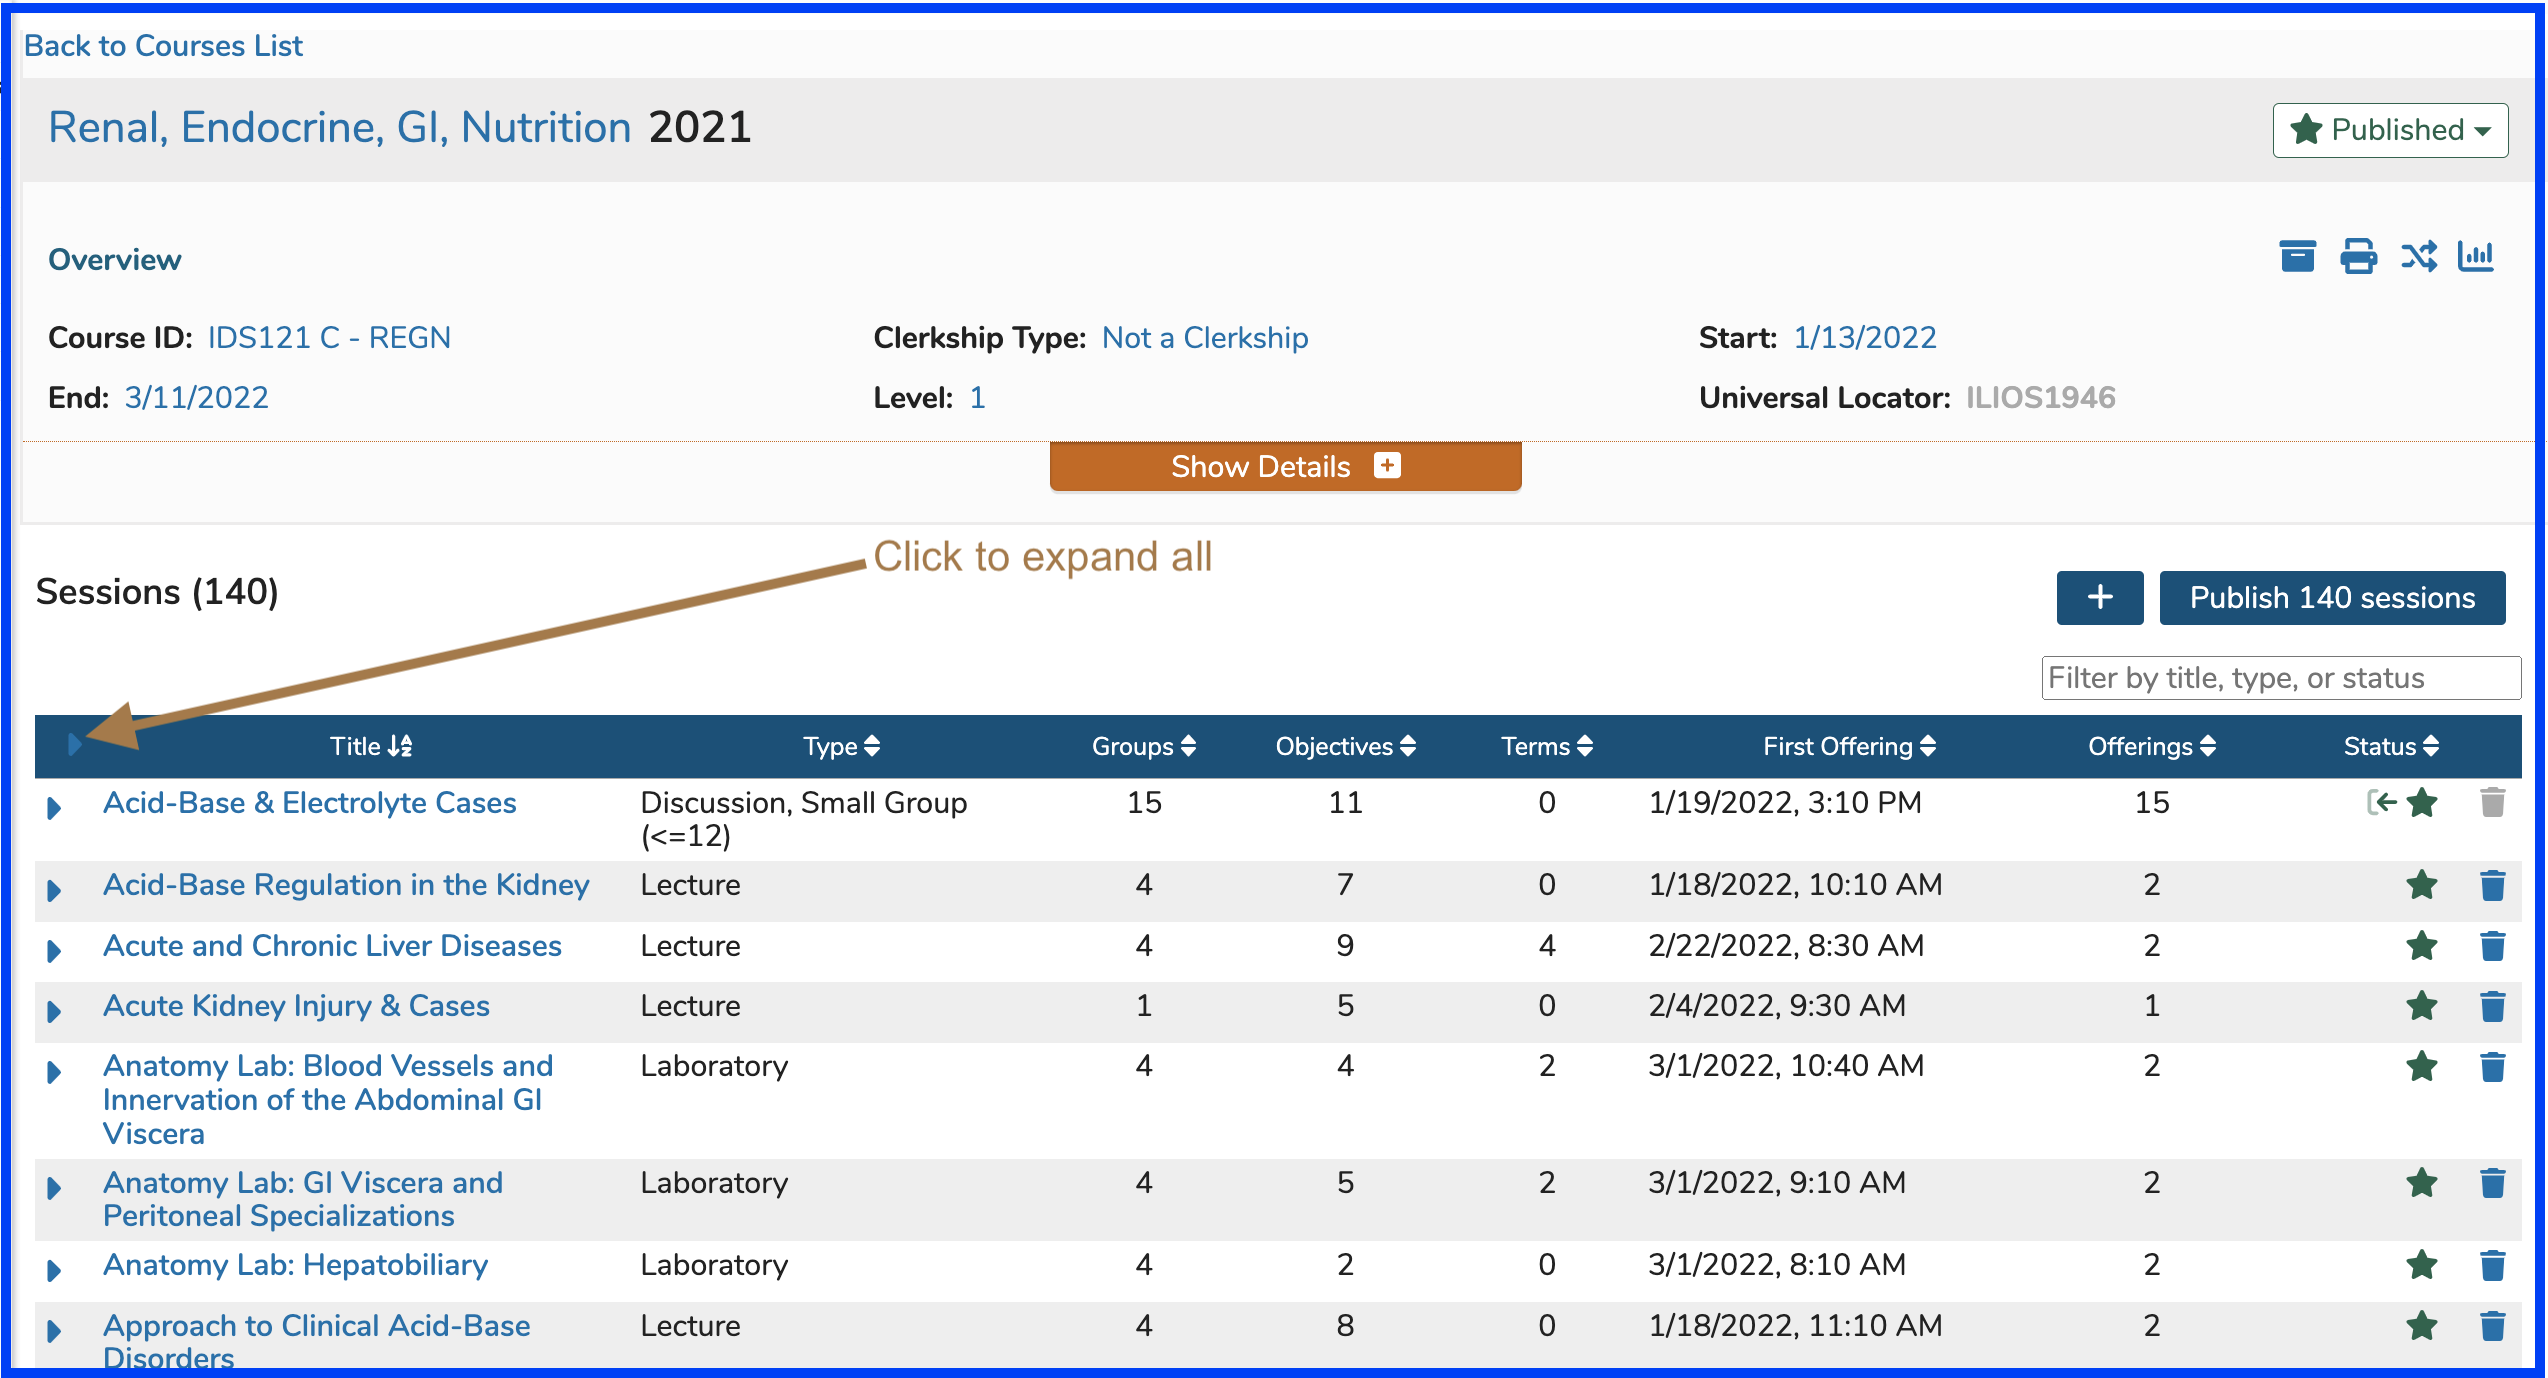 Back to Courses List
Renal, Endocrine, GI, Nutrition 2021
Published
Overview
Course ID: IDS121 C - REGN
Clerkship Type: Not a Clerkship
Start: 1/13/2022
End: 3/11/2022
Level: 1
Universal Locator: ILIOS1946
Show Details
Click to expand all
Sessions (140)
+
Publish 140 sessions
Filter by title, type, or status
Title Type Groups Objectives Terms First Offering Offerings Status
Acid-Base & Electrolyte Cases Discussion, Small Group 15 11 0 1/19/2022, 3:10 PM 15
(<=12)
Acid-Base Regulation in the Kidney Lecture 4 7 0 1/18/2022, 10:10 AM 2
Acute and Chronic Liver Diseases Lecture 4 9 4 2/22/2022, 8:30 AM 2
Acute Kidney Injury & Cases Lecture 1 5 0 2/4/2022, 9:30 AM 1
Anatomy Lab: Blood Vessels and Laboratory 4 4 2 3/1/2022, 10:40 AM 2
Innervation of the Abdominal GI
Viscera
Anatomy Lab: GI Viscera and Laboratory 4 5 2 3/1/2022, 9:10 AM 2
Peritoneal Specializations
Anatomy Lab: Hepatobiliary Laboratory 4 2 0 3/1/2022, 8:10 AM 2
Approach to Clinical Acid-Base Lecture 4 8 0 1/18/2022, 11:10 AM 2
Disorders